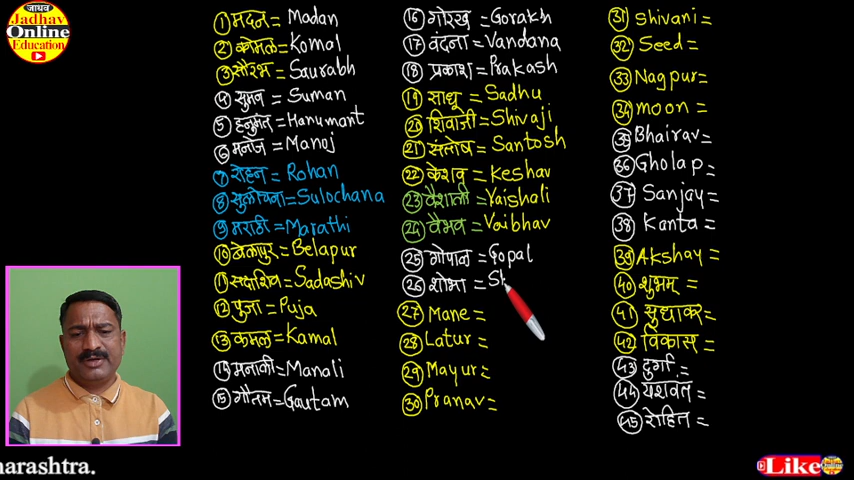 जाधव
Jadhav
Online
Education
① मदन = Madan
② कोमल = Komal
③ सौरभ = Saurabh
④ सुमन = Suman
⑤ हनुमंत = Hanumant
⑥ मनोज = Manoj
⑦ रोहन = Rohan
⑧ सुलोचना = Sulochana
⑨ मराठी = Marathi
⑩ बेलापुर = Belapur
⑪ सदाशिव = Sadashiv
⑫ पुजा = Puja
⑬ कमल = Kamal
⑭ मनाली = Manali
⑮ गौतम = Gautam
⑯ गोरख = Gorakh
⑰ वंदना = Vandana
⑱ प्रकाश = Prakash
⑲ साधू = Sadhu
⑳ शिवाजी = Shivaji
㉑ संतोष = Santosh
㉒ केशव = Keshav
㉓ वैशाली = Vaishali
㉔ वैभव = Vaibhav
㉕ गोपाल = Gopal
㉖ शोभा = Sh
㉗ Mane =
㉘ Latur =
㉙ Mayur =
㉚ Pranav =
㉛ Shivani =
㉜ Seed =
㉝ Nagpur =
㉞ moon =
㉟ Bhairav =
㊱ Gholap =
㊲ Sanjay =
㊳ Kanta =
㊴ Akshay =
㊵ शुभम् =
㊶ सुधाकर =
㊷ विकास =
㊸ दुर्गा =
㊹ यशवंत =
㊺ रोहित =
harashtra.
Like